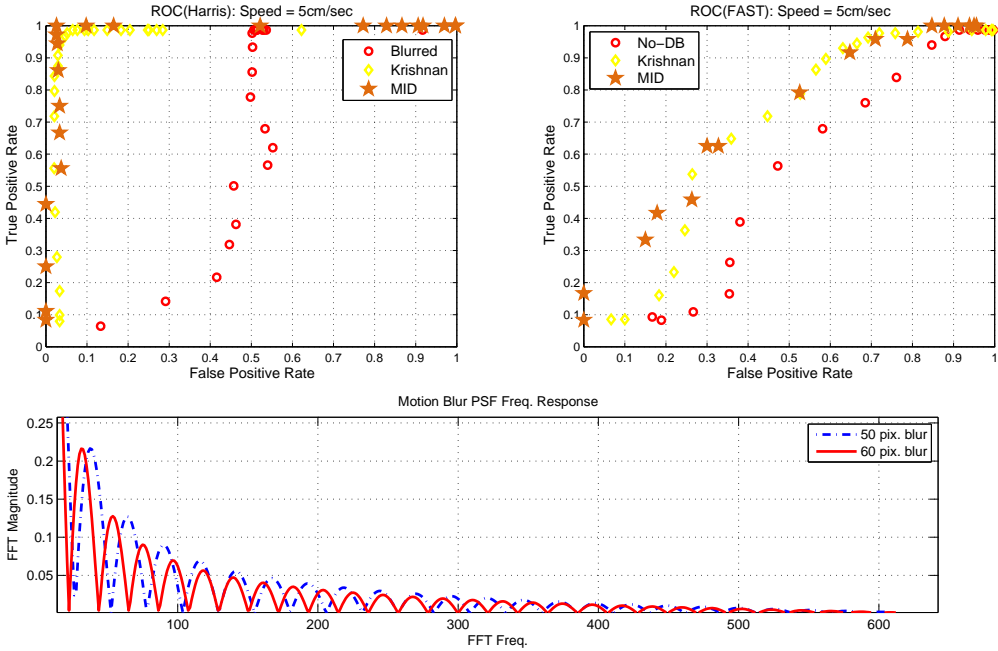 ROC(Harris): Speed = 5cm/sec
True Positive Rate
1
0.9
0.8
0.7
0.6
0.5
0.4
0.3
0.2
0.1
0
Blurred
Krishnan
MID
0 0.1 0.2 0.3 0.4 0.5 0.6 0.7 0.8 0.9 1
False Positive Rate
ROC(FAST): Speed = 5cm/sec
True Positive Rate
1
0.9
0.8
0.7
0.6
0.5
0.4
0.3
0.2
0.1
0
No-DB
Krishnan
MID
0 0.1 0.2 0.3 0.4 0.5 0.6 0.7 0.8 0.9 1
False Positive Rate
Motion Blur PSF Freq. Response
FFT Magnitude
0.25
0.2
0.15
0.1
0.05
50 pix. blur
60 pix. blur
100 200 300 400 500 600
FFT Freq.